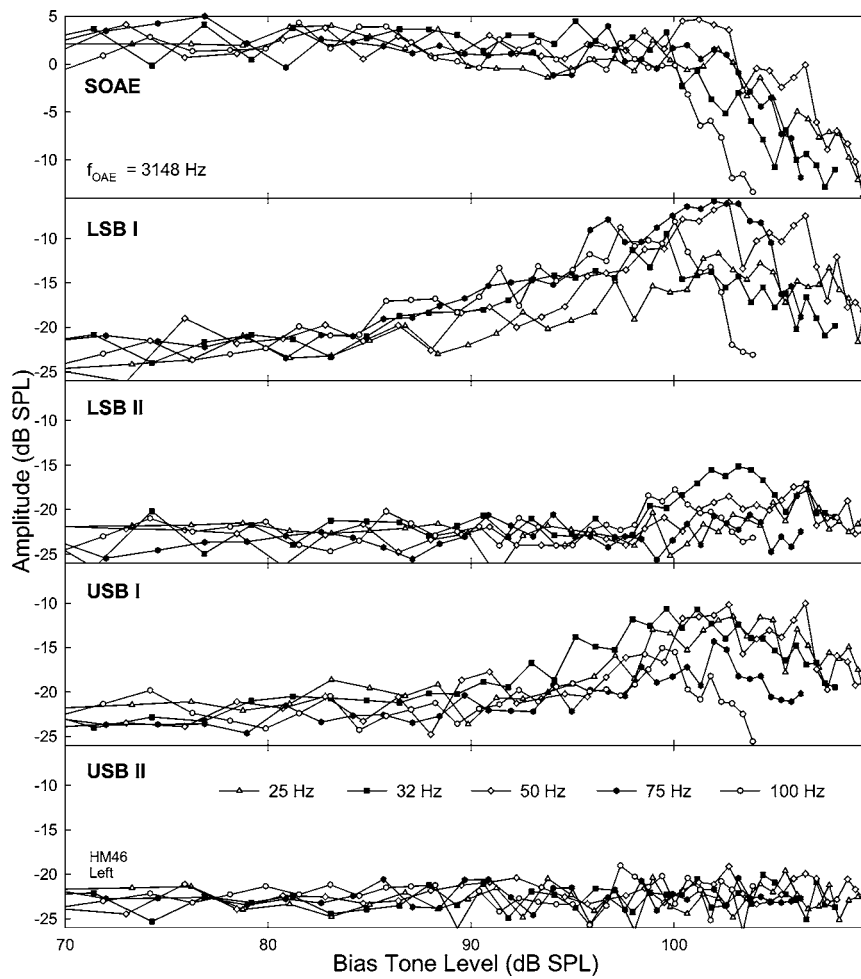 5
0
-5
-10
SOAE
f_OAE = 3148 Hz
LSB I
-10
-15
-20
-25
LSB II
-10
-15
-20
-25
USB I
-10
-15
-20
-25
USB II
25 Hz 32 Hz 50 Hz 75 Hz 100 Hz
-10
-15
-20
-25
HM46
Left
70 80 90 100
Amplitude (dB SPL)
Bias Tone Level (dB SPL)